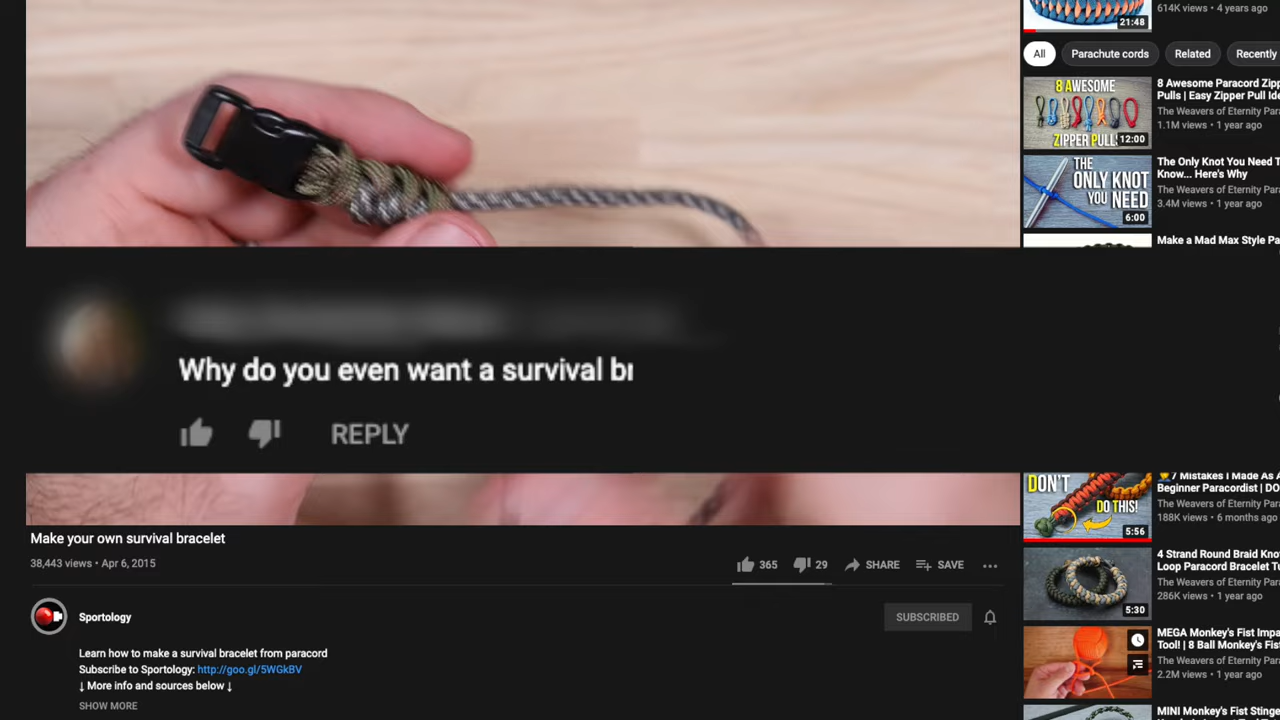 21:48
614K views • 4 years ago
All
Parachute cords
Related
Recently
8 AWESOME
ZIPPER PULL
12:00
8 Awesome Paracord Zipp
Pulls | Easy Zipper Pull Ide
The Weavers of Eternity Par
1.1M views • 1 year ago
THE
ONLY KNOT
YOU NEED
6:00
The Only Knot You Need T
Know... Here's Why
The Weavers of Eternity Par
3.4M views • 1 year ago
Make a Mad Max Style Pa
Why do you even want a survival br
REPLY
DON'T
DO THIS!
5:56
7 Mistakes I Made As A
Beginner Paracordist | DO
The Weavers of Eternity Par
188K views • 6 months ago
Make your own survival bracelet
38,443 views • Apr 6, 2015
365
29
SHARE
SAVE
5:30
4 Strand Round Braid Kno
Loop Paracord Bracelet Tu
The Weavers of Eternity Par
286K views • 1 year ago
Sportology
SUBSCRIBED
Learn how to make a survival bracelet from paracord
Subscribe to Sportology: http://goo.gl/5WGkBV
↓ More info and sources below ↓
SHOW MORE
MEGA Monkey's Fist Impa
Tool! | 8 Ball Monkey's Fist
The Weavers of Eternity Par
2.2M views • 1 year ago
MINI Monkey's Fist Stinge